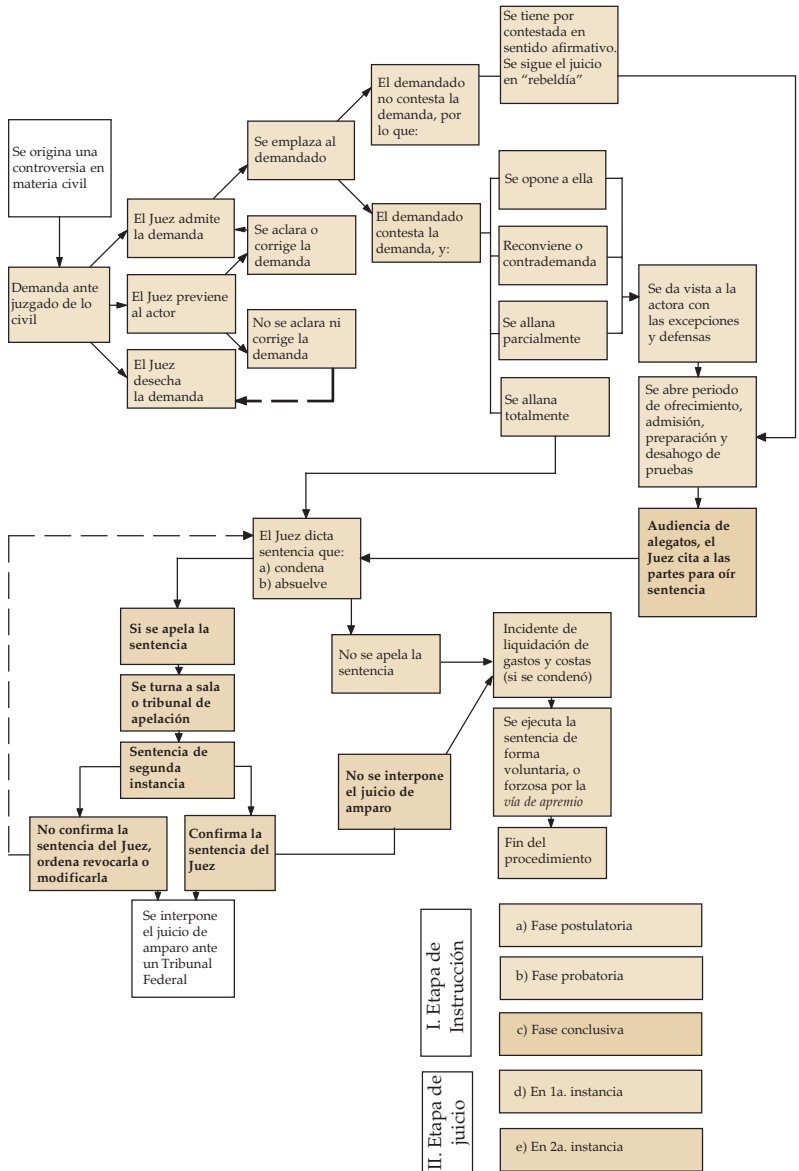 Se tiene por
contestada en
sentido afirmativo.
Se sigue el juicio
en “rebeldía”
El demandado
no contesta la
demanda, por
lo que:
Se emplaza al
demandado
Se origina una
controversia en
materia civil
Se opone a ella
El Juez admite
la demanda
El demandado
contesta la
demanda, y:
Se aclara o
corrige la
demanda
Reconviene o
contrademanda
Demanda ante
juzgado de lo
civil
El Juez previene
al actor
Se da vista a la
actora con
las excepciones
y defensas
No se aclara ni
corrige la
demanda
Se allana
parcialmente
El Juez
desecha
la demanda
Se allana
totalmente
Se abre periodo
de ofrecimiento,
admisión,
preparación y
desahogo de
pruebas
El Juez dicta
sentencia que:
a) condena
b) absuelve
Audiencia de
alegatos, el
Juez cita a las
partes para oír
sentencia
Si se apela la
sentencia
No se apela la
sentencia
Incidente de
liquidación de
gastos y costas
(si se condenó)
Se turna a sala
o tribunal de
apelación
Se ejecuta la
sentencia de
forma
voluntaria, o
forzosa por la
vía de apremio
Sentencia de
segunda
instancia
No se interpone
el juicio de
amparo
No confirma la
sentencia del Juez,
ordena revocarla o
modificarla
Confirma la
sentencia del
Juez
Fin del
procedimiento
Se interpone
el juicio de
amparo ante
un Tribunal
Federal
I. Etapa de
Instrucción
a) Fase postulatoria
b) Fase probatoria
c) Fase conclusiva
II. Etapa de
juicio
d) En 1a. instancia
e) En 2a. instancia